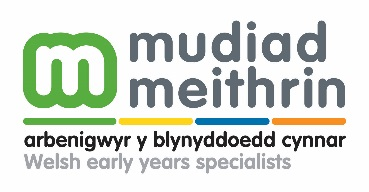 m
mudiad
meithrin
arbenigwyr y blynyddoedd cynnar
Welsh early years specialists